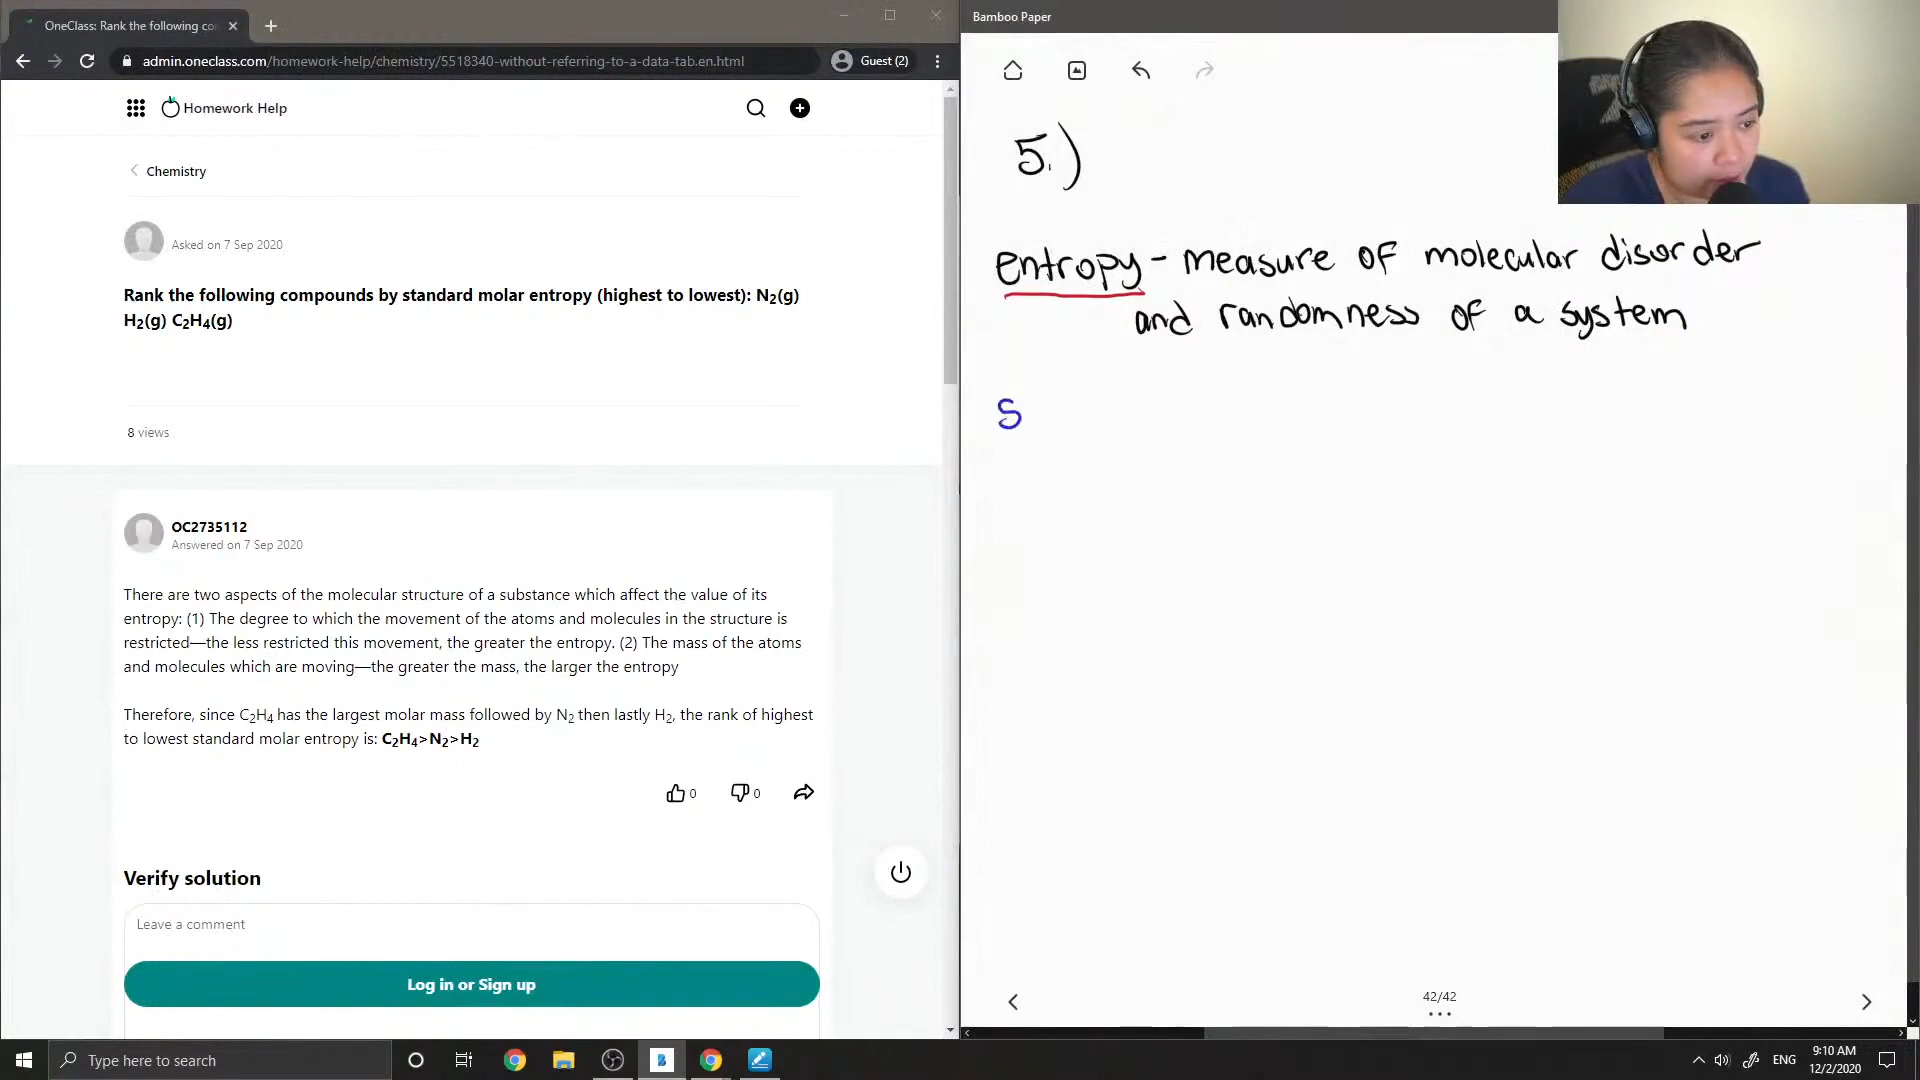 OneClass: Rank the following co
admin.oneclass.com/homework-help/chemistry/5518340-without-referring-to-a-data-tab.en.html
Guest (2)
Homework Help
Chemistry
Asked on 7 Sep 2020
Rank the following compounds by standard molar entropy (highest to lowest): N₂(g)
H₂(g) C₂H₄(g)
8 views
OC2735112
Answered on 7 Sep 2020
There are two aspects of the molecular structure of a substance which affect the value of its
entropy: (1) The degree to which the movement of the atoms and molecules in the structure is
restricted—the less restricted this movement, the greater the entropy. (2) The mass of the atoms
and molecules which are moving—the greater the mass, the larger the entropy
Therefore, since C₂H₄ has the largest molar mass followed by N₂ then lastly H₂, the rank of highest
to lowest standard molar entropy is: C₂H₄>N₂>H₂
0
0
Verify solution
Leave a comment
Log in or Sign up
Bamboo Paper
5.)
entropy - measure of molecular disorder
and randomness of a system
S
42/42
Type here to search
ENG
9:10 AM
12/2/2020